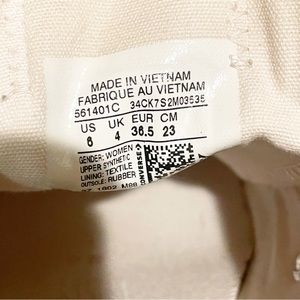 MADE IN VIETNAM
FABRIQUE AU VIETNAM
561401C 34CK7S2M03535
US UK EUR CM
6 4 36.5 23
GENDER: WOMEN
UPPER: SYNTHETIC
LINING: TEXTILE
OUTSOLE: RUBBER
CONVERSE